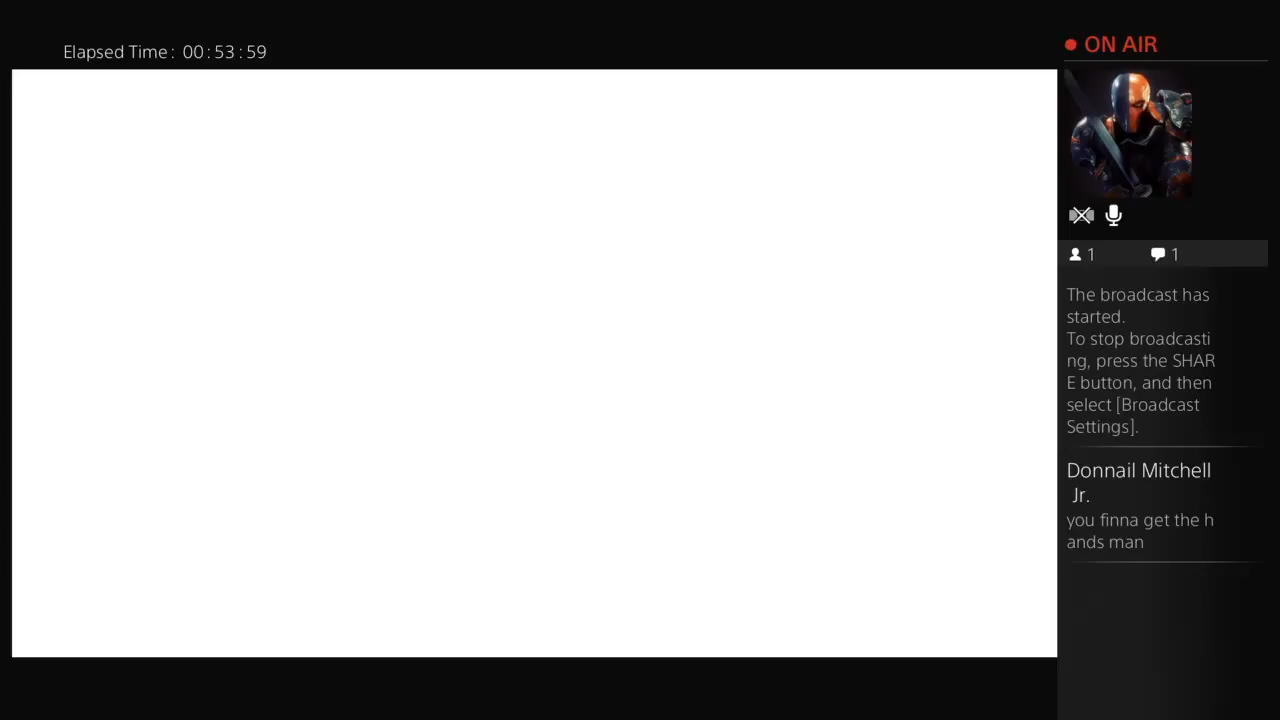 Elapsed Time: 00:53:59
ON AIR
1 1
The broadcast has
started.
To stop broadcasti
ng, press the SHAR
E button, and then
select [Broadcast
Settings].
Donnail Mitchell
Jr.
you finna get the h
ands man